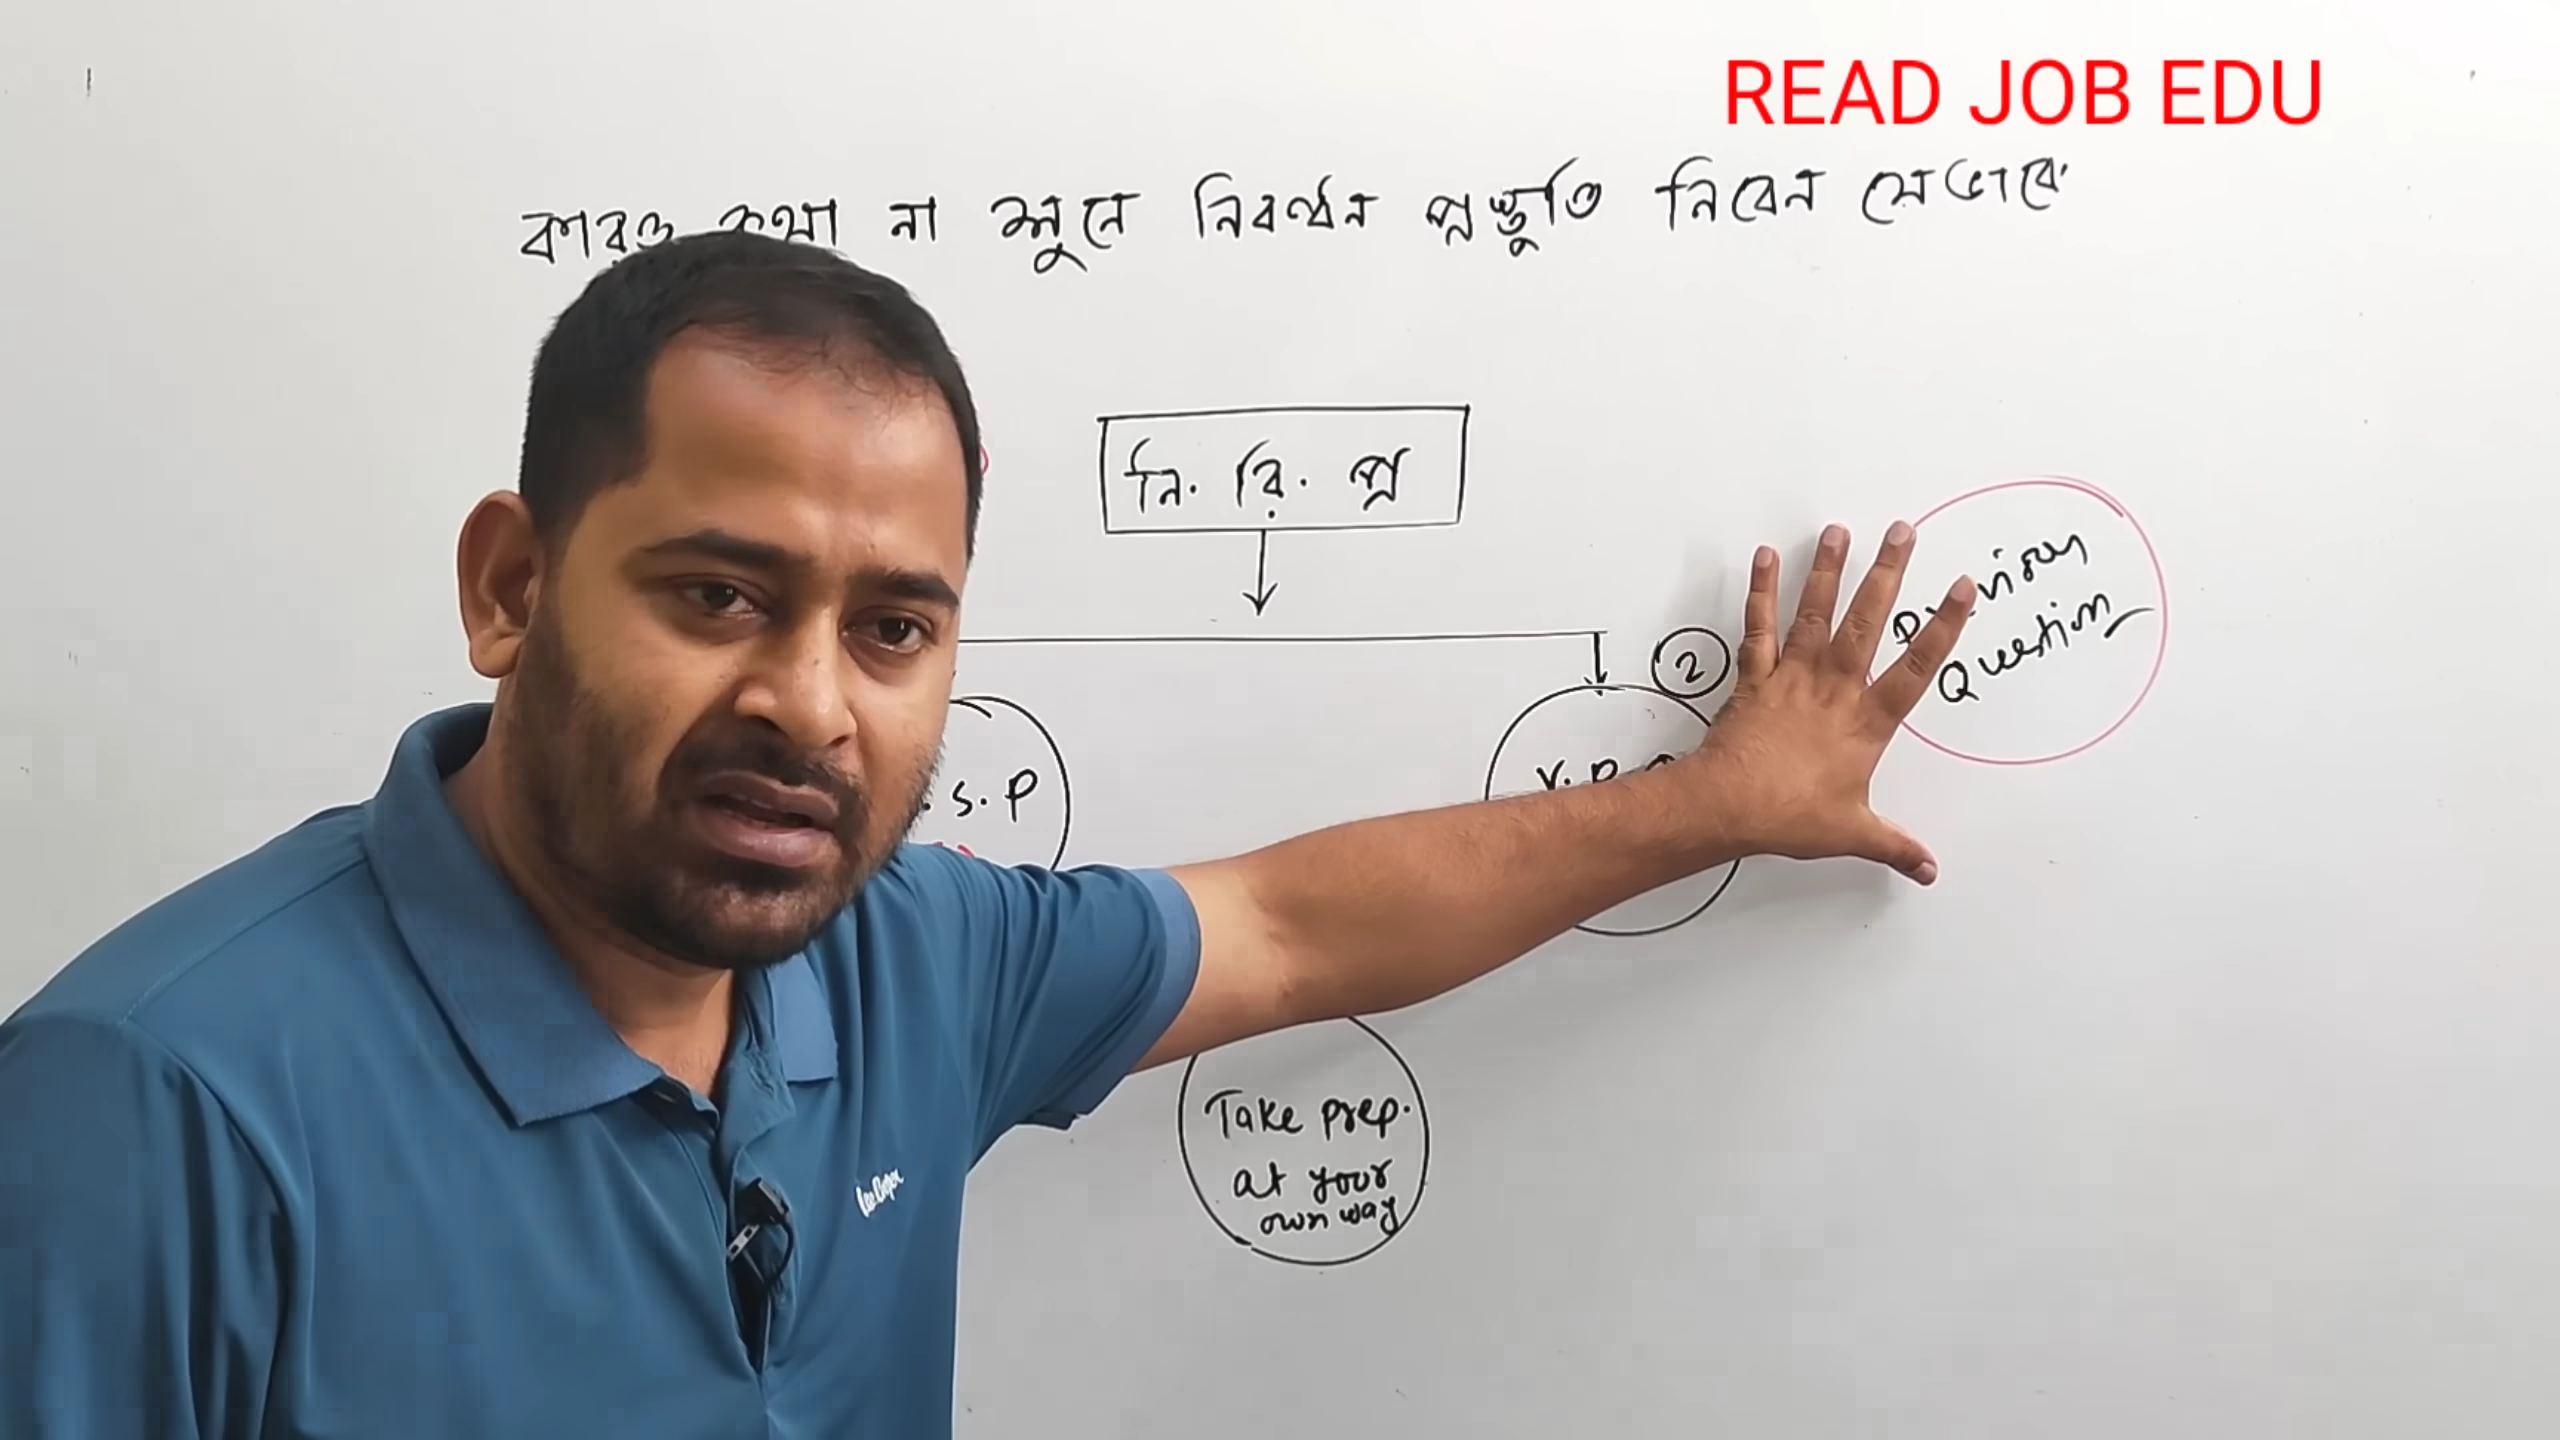 READ JOB EDU
কারও কথা না শুনে নিবন্ধন প্রস্তুতি নিবেন যেভাবে
নি. রি. প্র
2
Question
. S. P
Take prep.
at your
own way